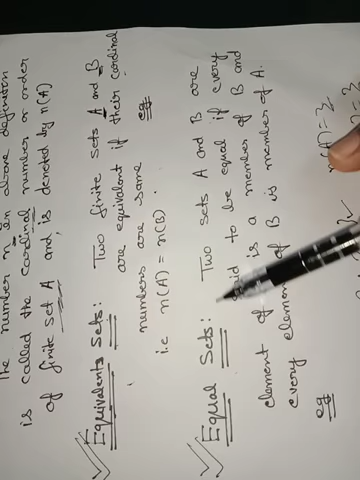 The number n in above definition
is called the cardinal number or order
of finite set A and is denoted by n(A)
Equivalents Sets: Two finite sets A and B
are equivalent if their cardinal
numbers are same eg
i.e n(A) = n(B).
Equal Sets: Two sets A and B are
said to be equal if every
element of is a member of B and
every element of B is member of A.
eg
n(A)=3